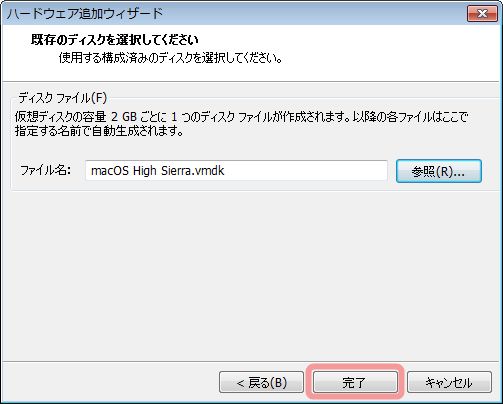 ハードウェア追加ウィザード
既存のディスクを選択してください
使用する構成済みのディスクを選択してください。
ディスク ファイル(F)
仮想ディスクの容量 2 GB ごとに 1 つのディスク ファイルが作成されます。以降の各ファイルはここで
指定する名前で自動生成されます。
ファイル名: macOS High Sierra.vmdk 参照(R)...
< 戻る(B) 完了 キャンセル